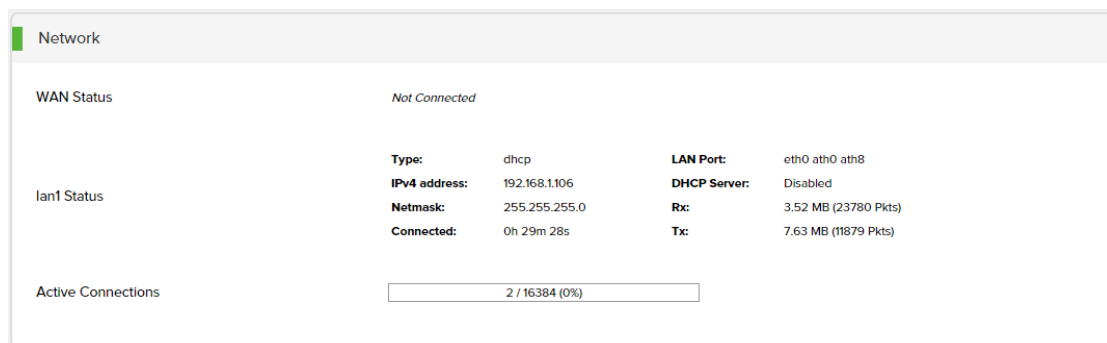 Network
WAN Status Not Connected
lan1 Status
Type: dhcp LAN Port: eth0 ath0 ath8
IPv4 address: 192.168.1.106 DHCP Server: Disabled
Netmask: 255.255.255.0 Rx: 3.52 MB (23780 Pkts)
Connected: 0h 29m 28s Tx: 7.63 MB (11879 Pkts)
Active Connections 2 / 16384 (0%)